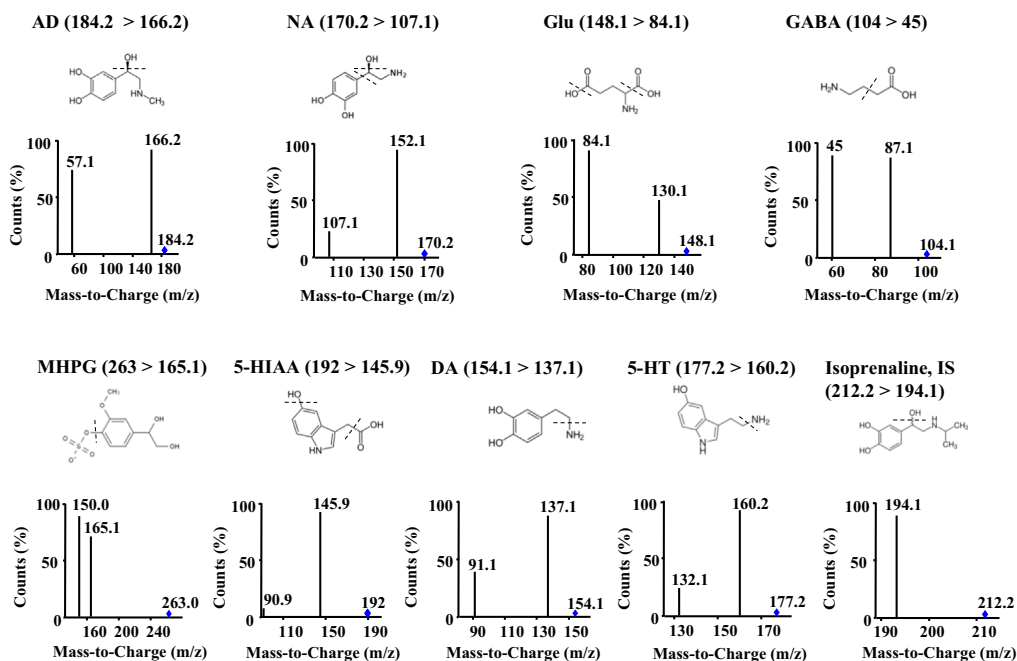 AD (184.2 > 166.2)
NA (170.2 > 107.1)
Glu (148.1 > 84.1)
GABA (104 > 45)
OH
HO
HO
HN
CH₃
OH
NH₂
HO
OH
O
HO
O
OH
NH₂
H₂N
O
OH
100
50
0
Counts (%)
57.1
166.2
184.2
60 100 140 180
Mass-to-Charge (m/z)
100
50
0
Counts (%)
107.1
152.1
170.2
110 130 150 170
Mass-to-Charge (m/z)
100
50
0
Counts (%)
84.1
130.1
148.1
80 100 120 140
Mass-to-Charge (m/z)
100
50
0
Counts (%)
45
87.1
104.1
60 80 100
Mass-to-Charge (m/z)
MHPG (263 > 165.1)
5-HIAA (192 > 145.9)
DA (154.1 > 137.1)
5-HT (177.2 > 160.2)
Isoprenaline, IS
(212.2 > 194.1)
CH₃
O
OH
OH
O
O
S
O
O⁻
HO
OH
O
HN
HO
HO
NH₂
HO
NH₂
N
H
OH
H
N
CH₃
CH₃
HO
HO
100
50
0
Counts (%)
150.0
165.1
263.0
160 200 240
Mass-to-Charge (m/z)
100
50
0
Counts (%)
90.9
145.9
192
110 150 190
Mass-to-Charge (m/z)
100
50
0
Counts (%)
91.1
137.1
154.1
90 110 130 150
Mass-to-Charge (m/z)
100
50
0
Counts (%)
132.1
160.2
177.2
130 150 170
Mass-to-Charge (m/z)
100
50
0
Counts (%)
194.1
212.2
190 200 210
Mass-to-Charge (m/z)